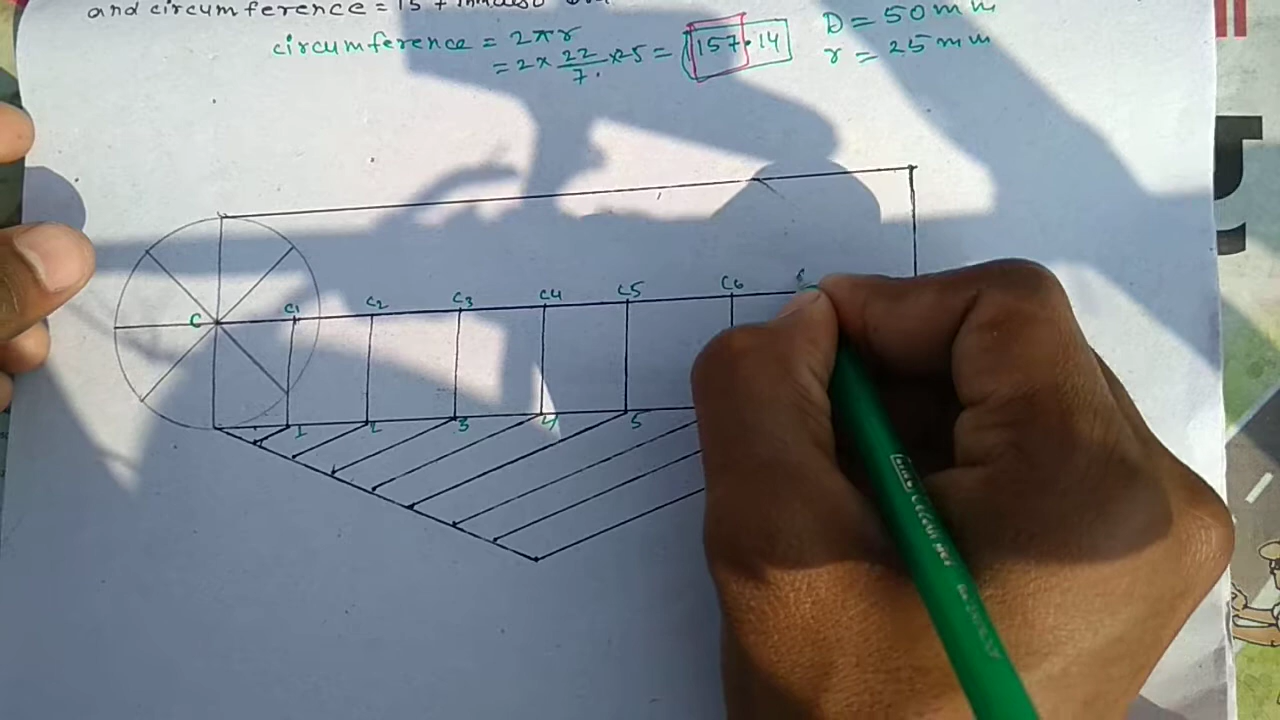 and circumference = 157
circumference = 2πr
= 2 × 22/7 × 25 = 157.14
D = 50 mm
r = 25 mm
C C1 C2 C3 C4 C5 C6
1 2 3 4 5